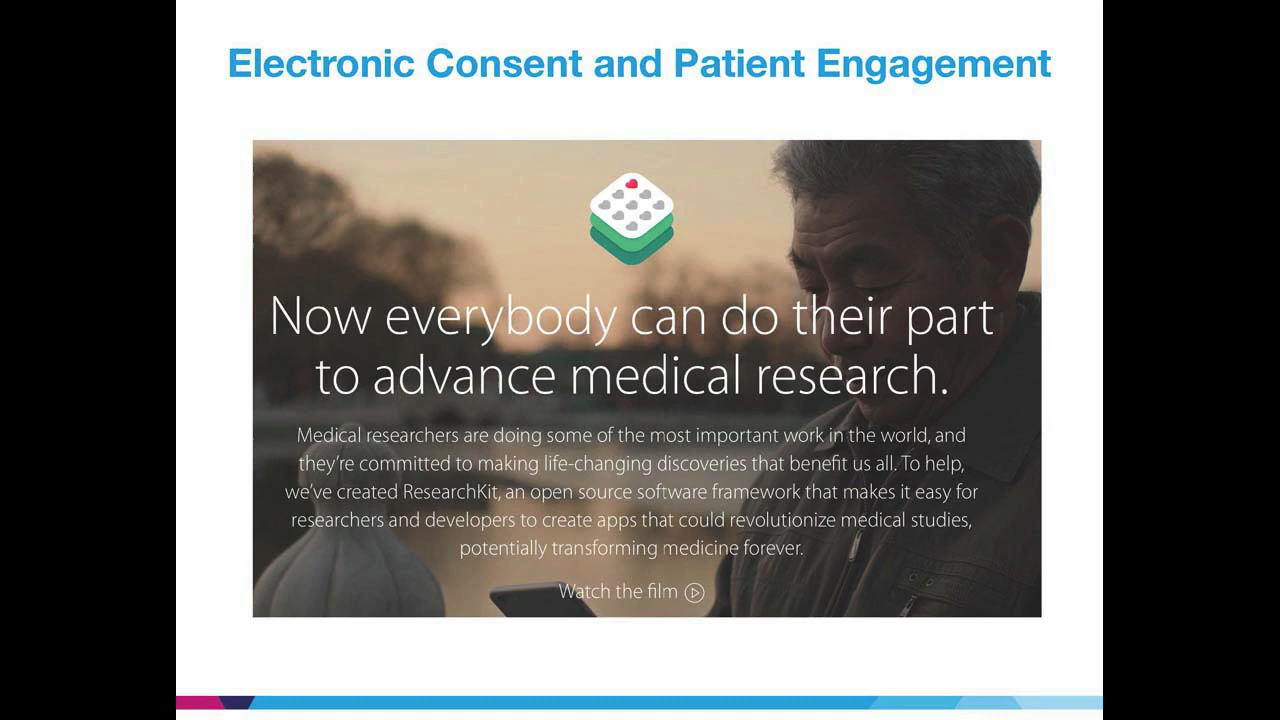 Electronic Consent and Patient Engagement
Now everybody can do their part
to advance medical research.
Medical researchers are doing some of the most important work in the world, and
they're committed to making life-changing discoveries that benefit us all. To help,
we've created ResearchKit, an open source software framework that makes it easy for
researchers and developers to create apps that could revolutionize medical studies,
potentially transforming medicine forever.
Watch the film